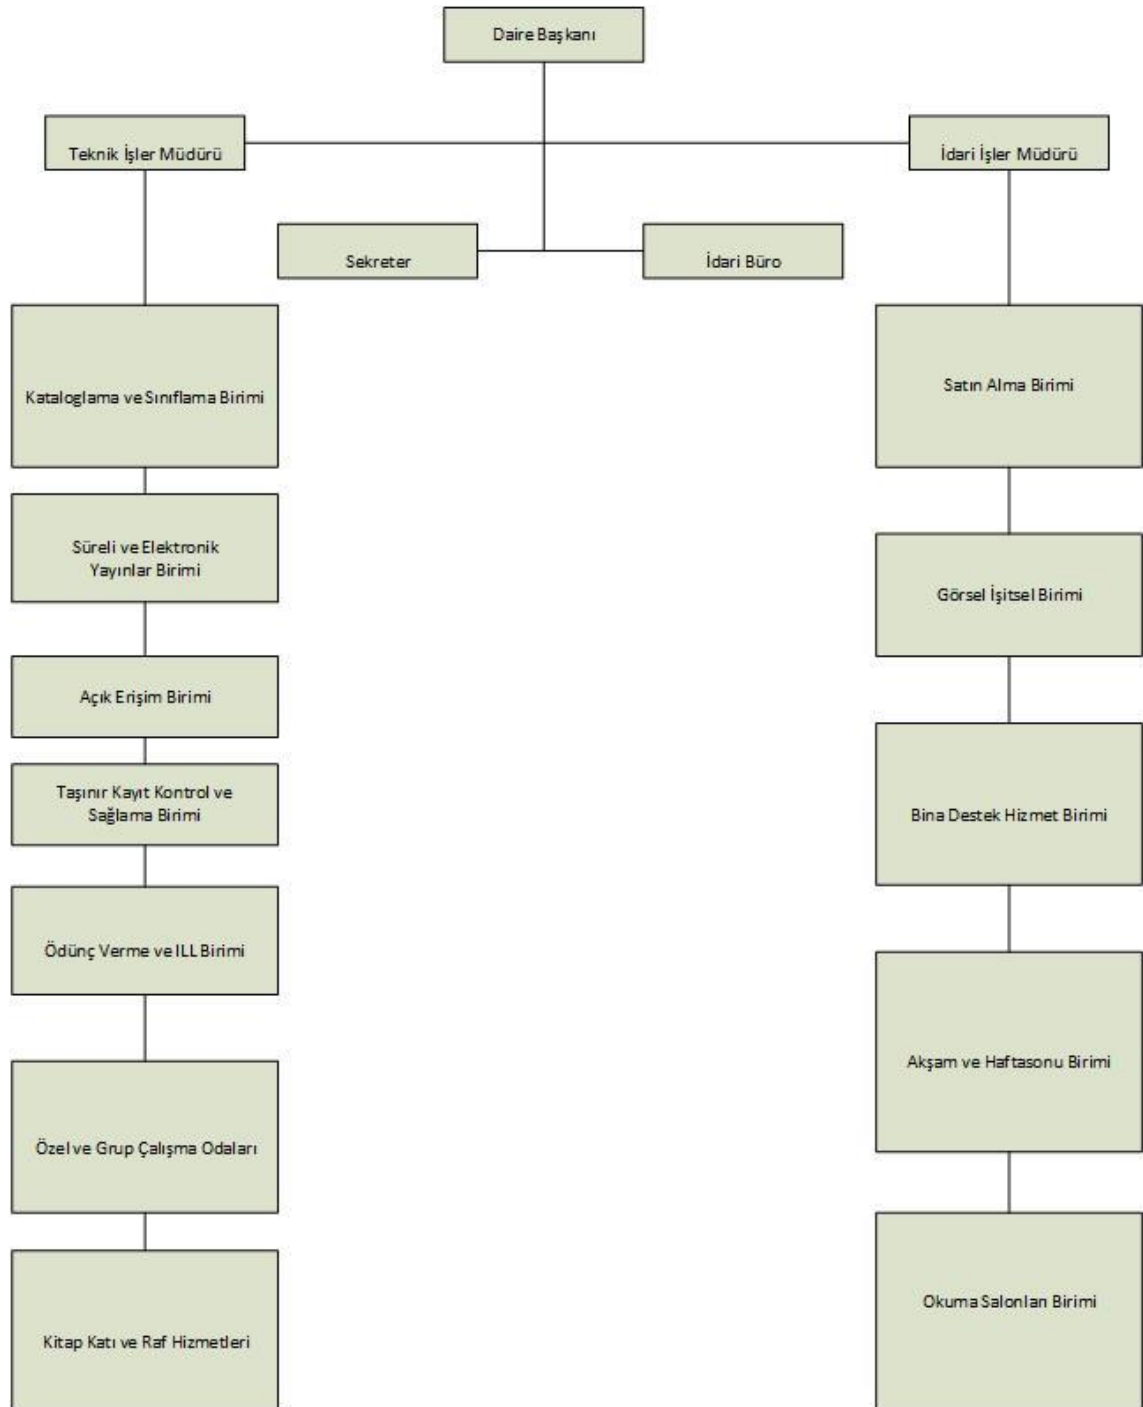 Daire Başkanı
Teknik İşler Müdürü
İdari İşler Müdürü
Sekreter
İdari Büro
Kataloglama ve Sınıflama Birimi
Süreli ve Elektronik
Yayınlar Birimi
Açık Erişim Birimi
Taşınır Kayıt Kontrol ve
Sağlama Birimi
Ödünç Verme ve ILL Birimi
Özel ve Grup Çalışma Odaları
Kitap Katı ve Raf Hizmetleri
Satın Alma Birimi
Görsel İşitsel Birimi
Bina Destek Hizmet Birimi
Akşam ve Haftasonu Birimi
Okuma Salonları Birimi